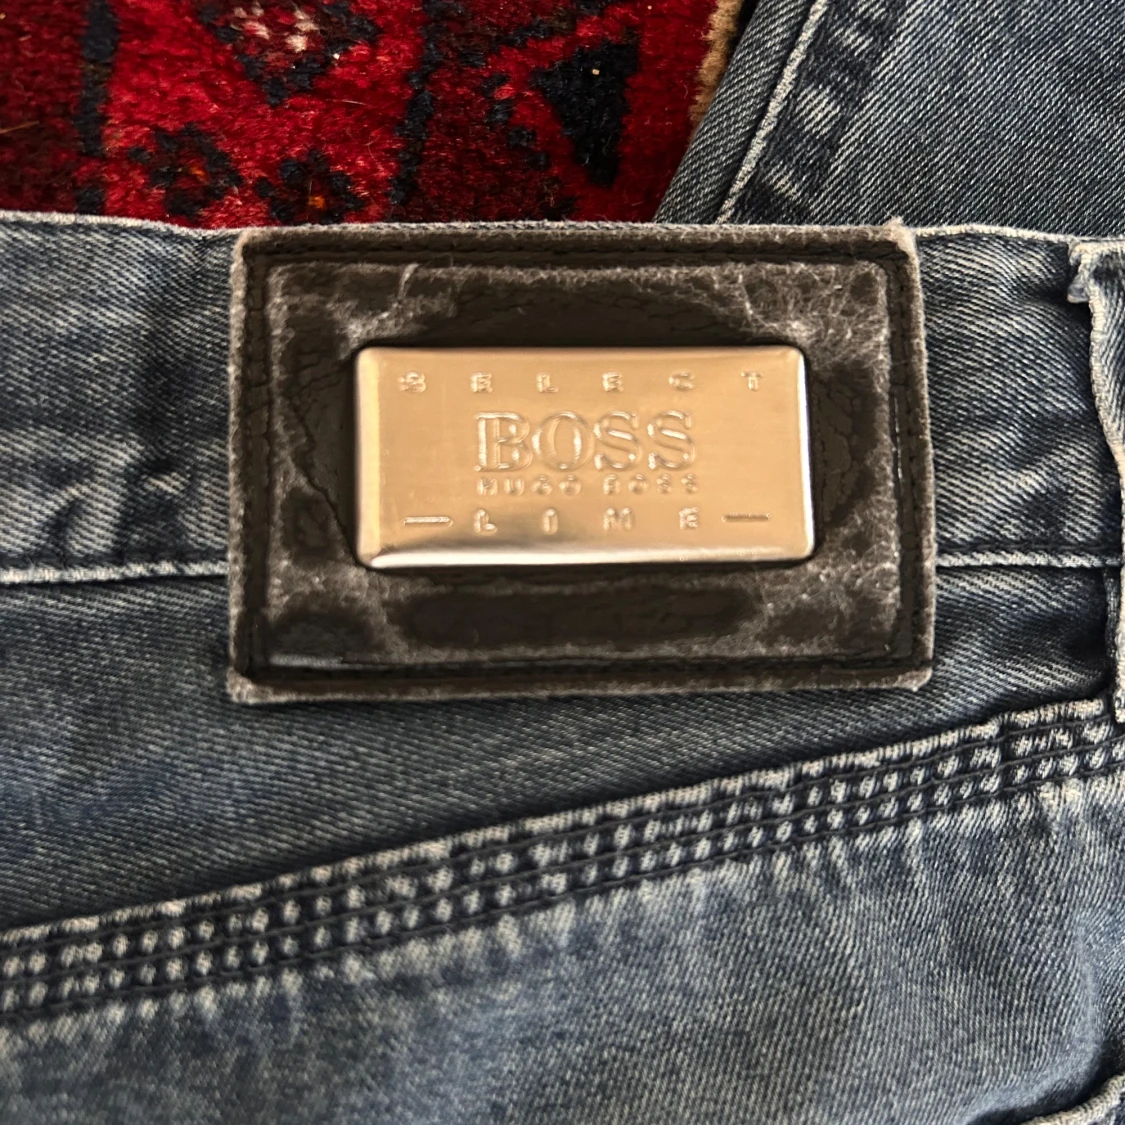 SELECT
BOSS
HUGO BOSS
— LINE —